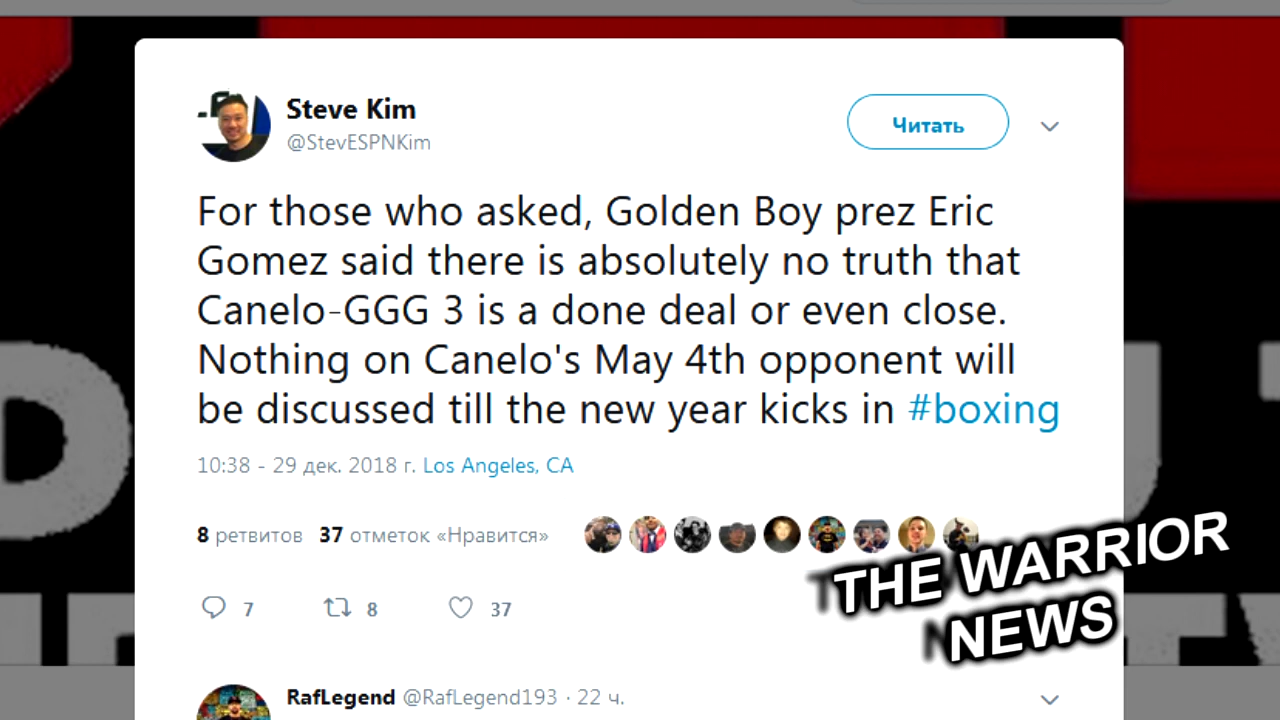 Steve Kim
@StevESPNKim
Читать
For those who asked, Golden Boy prez Eric
Gomez said there is absolutely no truth that
Canelo-GGG 3 is a done deal or even close.
Nothing on Canelo's May 4th opponent will
be discussed till the new year kicks in #boxing
10:38 - 29 дек. 2018 г. Los Angeles, CA
8 ретвитов 37 отметок «Нравится»
7 8 37
THE WARRIOR
NEWS
RafLegend @RafLegend193 · 22 ч.